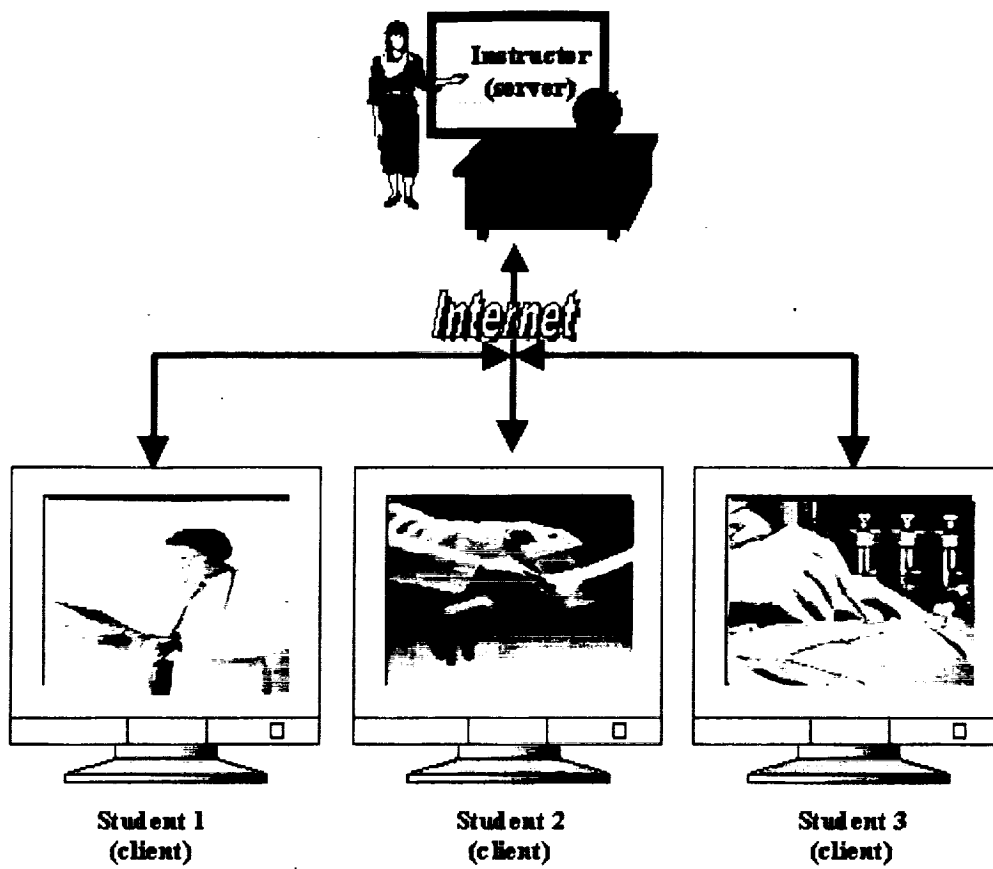 Instructor
(server)
Internet
Student 1
(client)
Student 2
(client)
Student 3
(client)